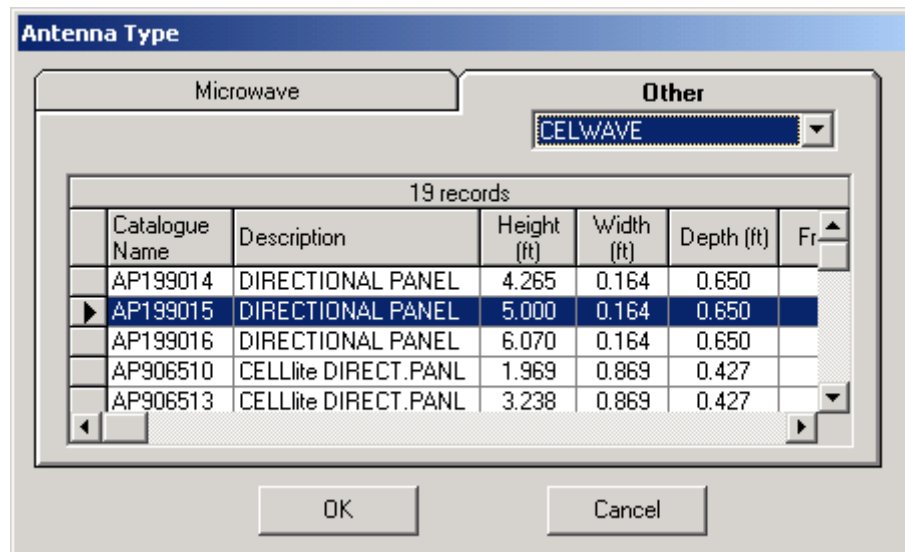 Antenna Type
Microwave Other
CELWAVE
19 records
Catalogue Name Description Height (ft) Width (ft) Depth (ft) Fr
AP199014 DIRECTIONAL PANEL 4.265 0.164 0.650
AP199015 DIRECTIONAL PANEL 5.000 0.164 0.650
AP199016 DIRECTIONAL PANEL 6.070 0.164 0.650
AP906510 CELLlite DIRECT.PANL 1.969 0.869 0.427
AP906513 CELLlite DIRECT.PANL 3.238 0.869 0.427
OK Cancel